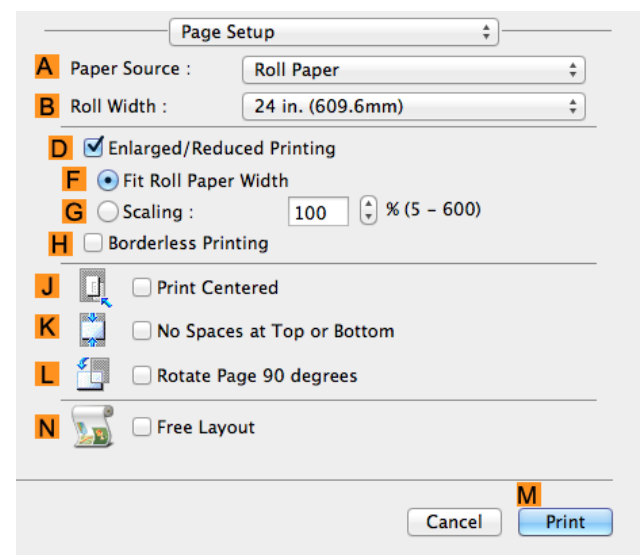 Page Setup
A Paper Source : Roll Paper
B Roll Width : 24 in. (609.6mm)
D Enlarged/Reduced Printing
F Fit Roll Paper Width
G Scaling : 100 % (5 – 600)
H Borderless Printing
J Print Centered
K No Spaces at Top or Bottom
L Rotate Page 90 degrees
N Free Layout
M
Cancel Print